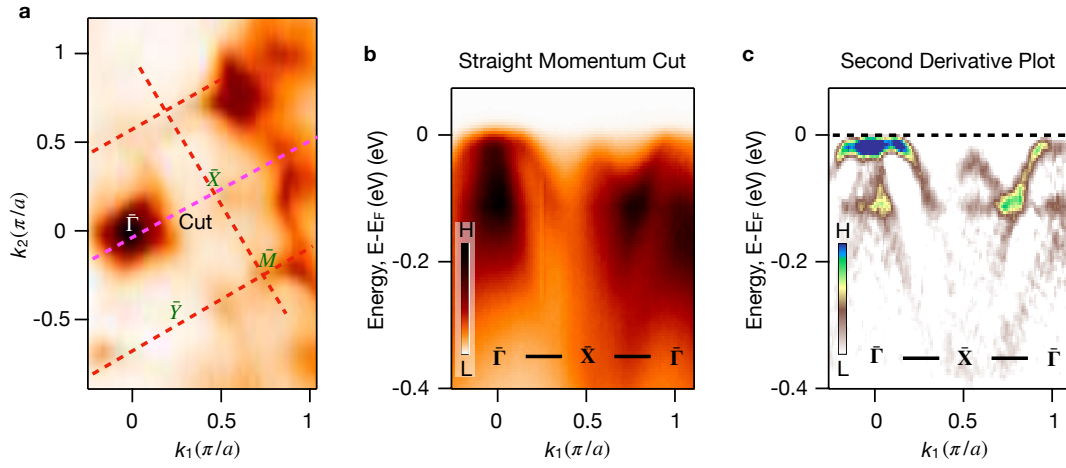 a
1
0.5
0
-0.5
k₂(π/a)
0
0.5
1
k₁(π/a)
Γ̄
X̄
Cut
M̄
Ȳ
b
Straight Momentum Cut
Energy, E-EF (eV) (eV)
0
-0.2
-0.4
H
L
Γ̄ — X̄ — Γ̄
0
0.5
1
k₁(π/a)
c
Second Derivative Plot
Energy, E-EF (eV) (eV)
0
-0.2
-0.4
H
L
Γ̄ — X̄ — Γ̄
0
0.5
1
k₁(π/a)